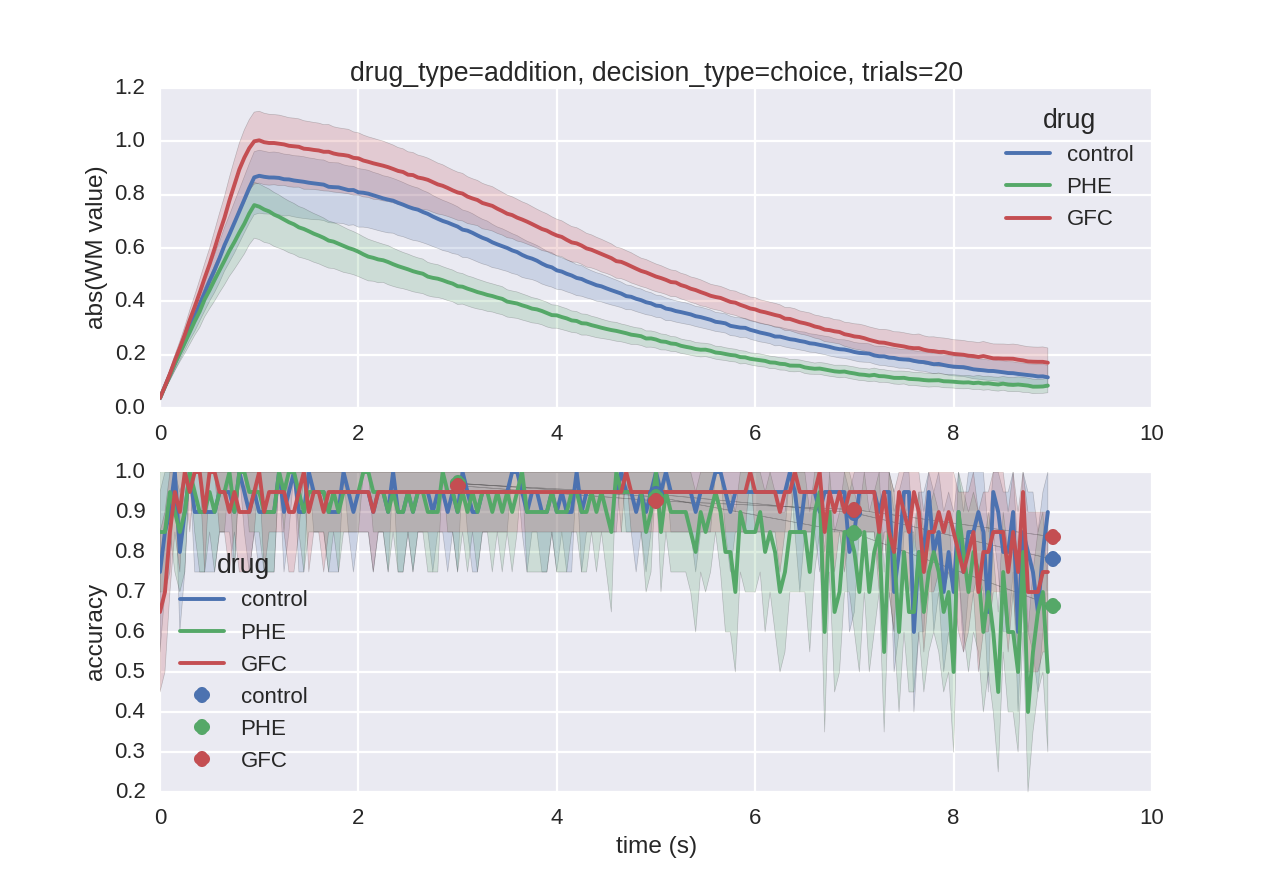 drug_type=addition, decision_type=choice, trials=20
abs(WM value)
1.2
1.0
0.8
0.6
0.4
0.2
0.0
0 2 4 6 8 10
drug
control
PHE
GFC
accuracy
1.0
0.9
0.8
0.7
0.6
0.5
0.4
0.3
0.2
drug
control
PHE
GFC
control
PHE
GFC
0 2 4 6 8 10
time (s)